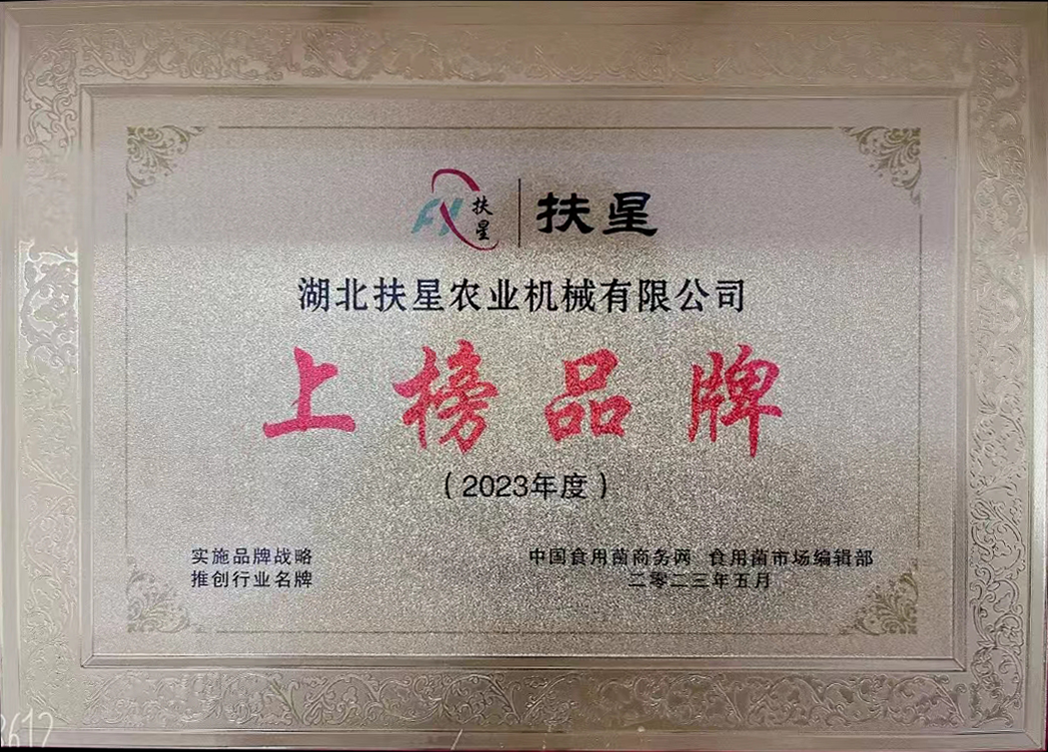 扶星 扶星
湖北扶星农业机械有限公司
上榜品牌
（2023年度）
实施品牌战略
推创行业名牌
中国食用菌商务网 食用菌市场编辑部
二零二三年五月
3612